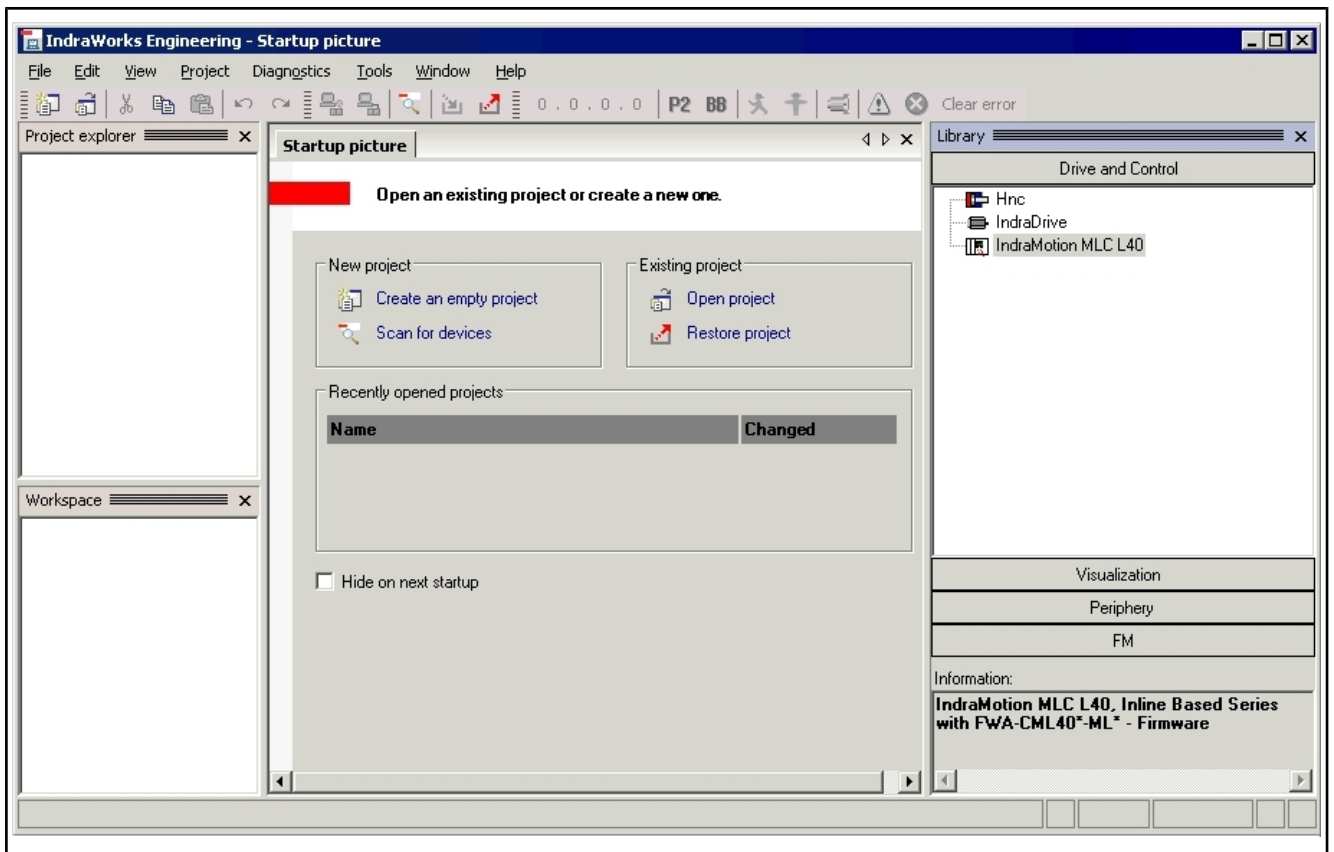 IndraWorks Engineering - Startup picture
File Edit View Project Diagnostics Tools Window Help
0.0.0.0 P2 BB Clear error
Project explorer
Startup picture
Open an existing project or create a new one.
New project
Create an empty project
Scan for devices
Existing project
Open project
Restore project
Recently opened projects
Name Changed
Hide on next startup
Workspace
Library
Drive and Control
Hnc
IndraDrive
IndraMotion MLC L40
Visualization
Periphery
FM
Information:
IndraMotion MLC L40, Inline Based Series
with FWA-CML40*-ML* - Firmware